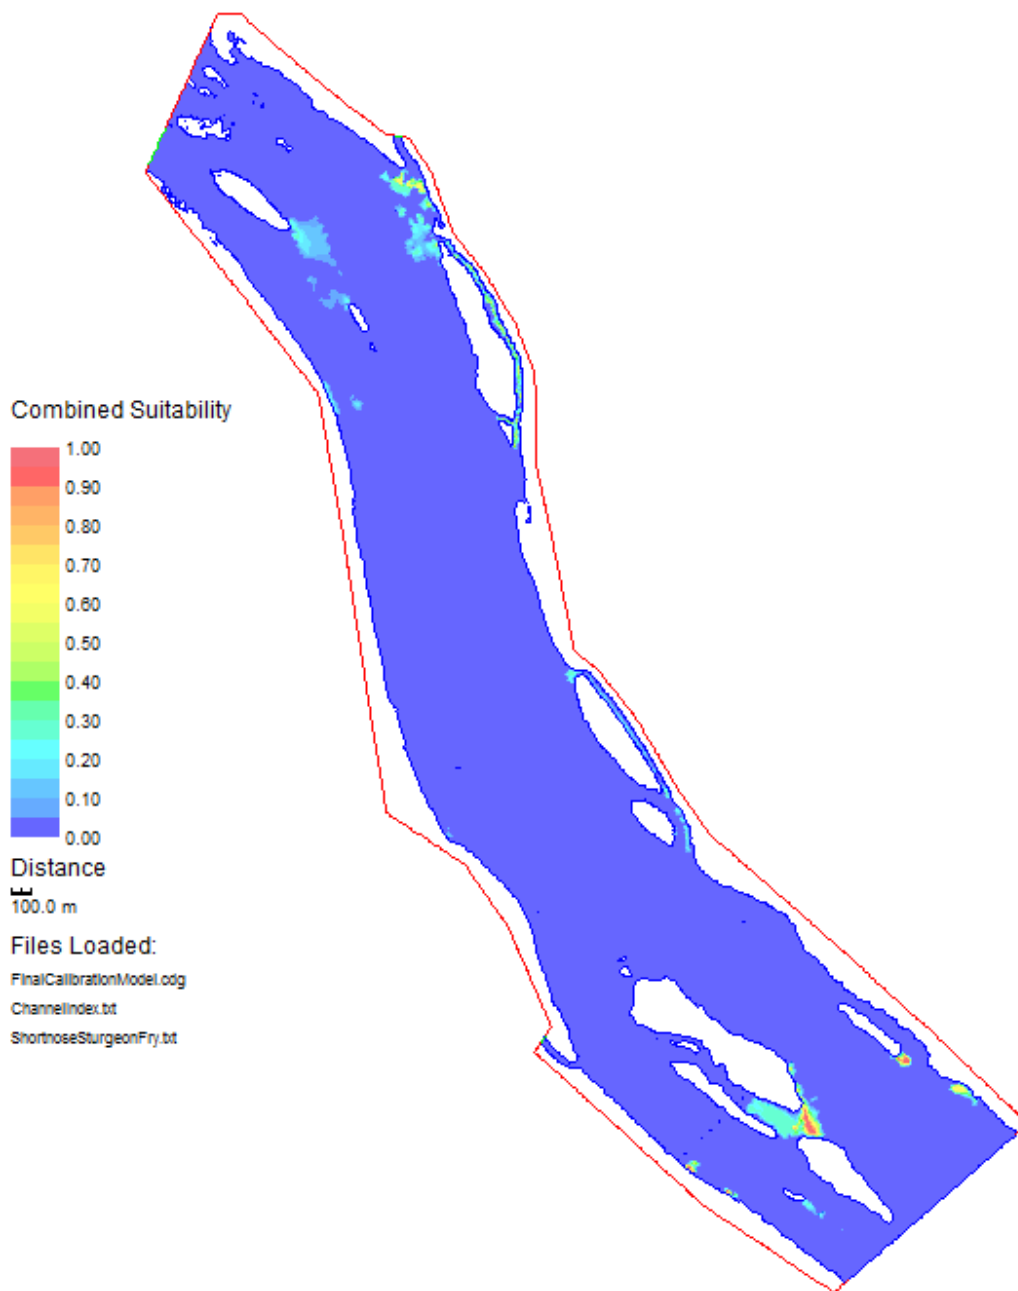 Combined Suitability
1.00
0.90
0.80
0.70
0.60
0.50
0.40
0.30
0.20
0.10
0.00
Distance
100.0 m
Files Loaded:
FinalCalibrationModel.cdg
ChannelIndex.txt
ShortnoseSturgeonFry.txt